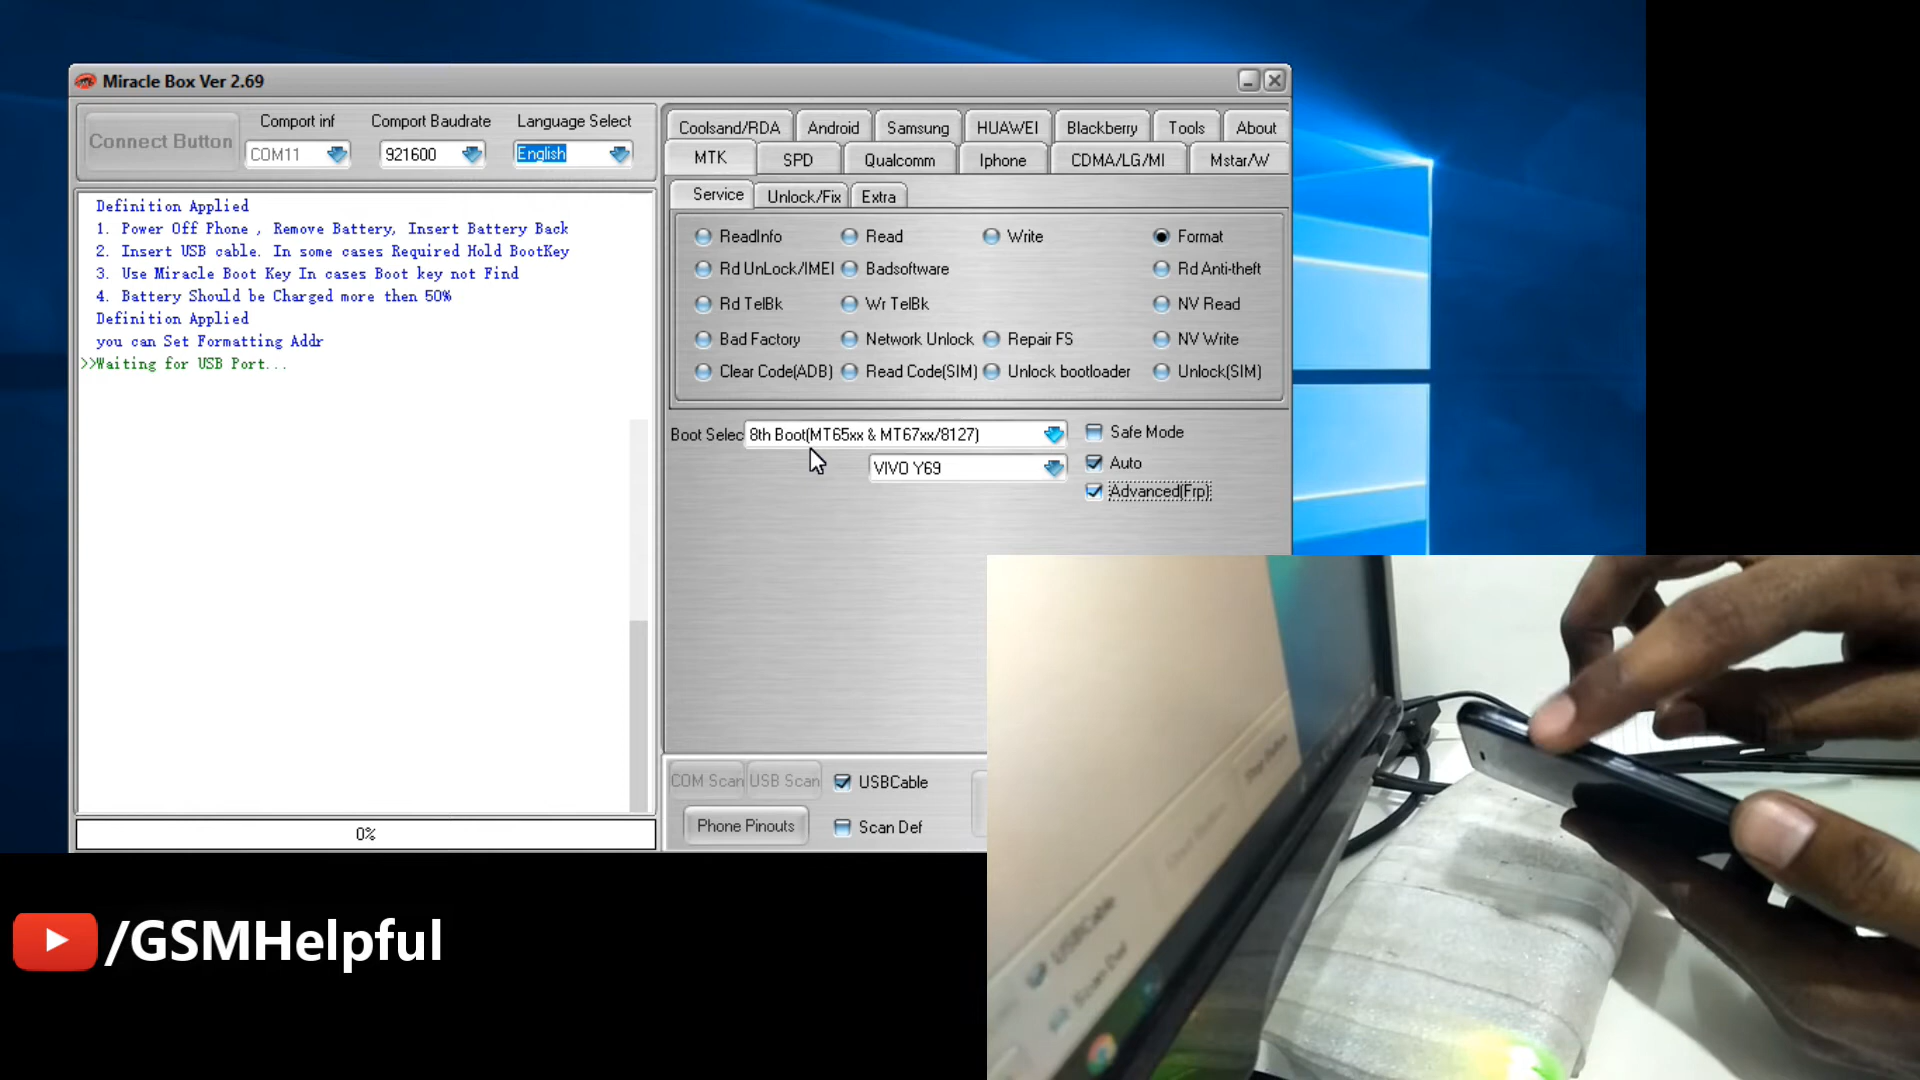 Miracle Box Ver 2.69
Connect Button
Comport inf
Comport Baudrate
Language Select
COM11
921600
English
Definition Applied
1. Power Off Phone , Remove Battery, Insert Battery Back
2. Insert USB cable. In some cases Required Hold BootKey
3. Use Miracle Boot Key In cases Boot key not Find
4. Battery Should be Charged more then 50%
Definition Applied
you can Set Formatting Addr
>>Waiting for USB Port...
0%
Coolsand/RDA Android Samsung HUAWEI Blackberry Tools About
MTK SPD Qualcomm Iphone CDMA/LG/MI Mstar/W
Service Unlock/Fix Extra
ReadInfo Read Write Format
Rd UnLock/IMEI Badsoftware Rd Anti-theft
Rd TelBk Wr TelBk NV Read
Bad Factory Network Unlock Repair FS NV Write
Clear Code(ADB) Read Code(SIM) Unlock bootloader Unlock(SIM)
Boot Selec 8th Boot(MT65xx & MT67xx/8127) Safe Mode
VIVO Y69 Auto
Advanced(Frp)
COM Scan USB Scan USBCable
Phone Pinouts Scan Def
USBCable
Scan Def
/GSMHelpful